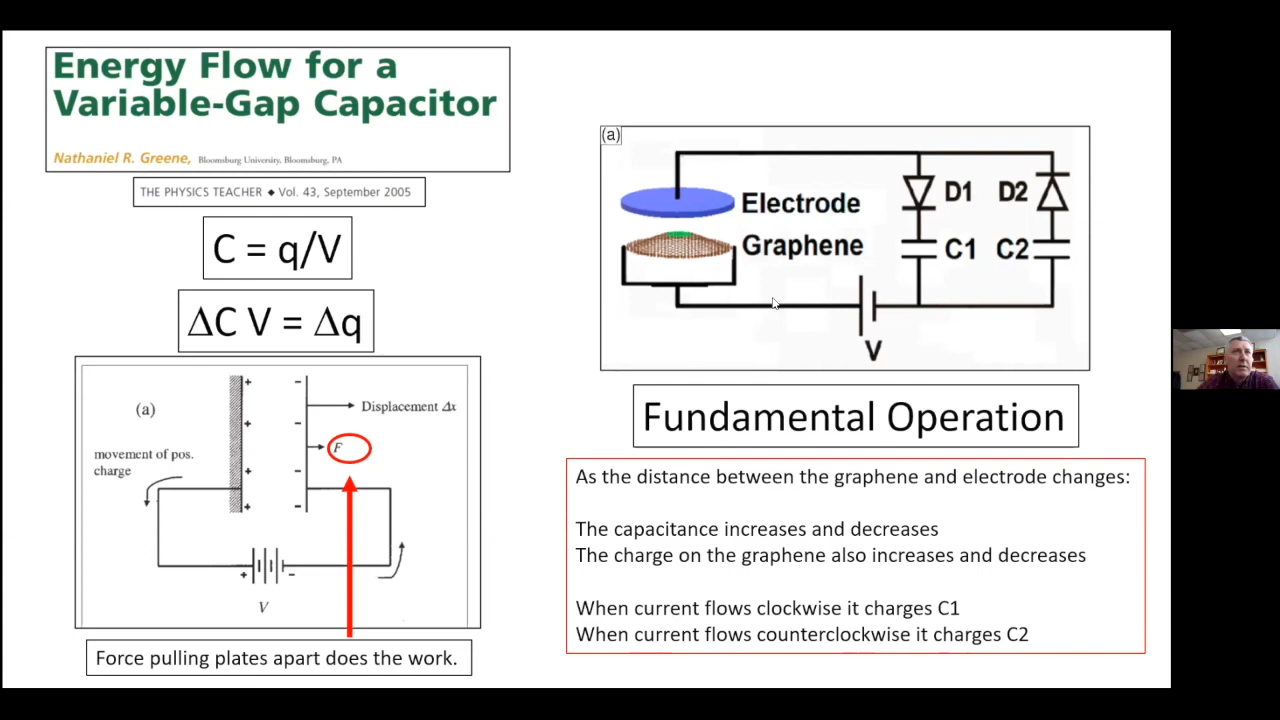 Energy Flow for a
Variable-Gap Capacitor
Nathaniel R. Greene, Bloomsburg University, Bloomsburg, PA
THE PHYSICS TEACHER ◆ Vol. 43, September 2005
C = q/V
ΔC V = Δq
(a)
Displacement Δx
F
movement of pos.
charge
+
+
+
+
-
-
-
-
+
-
V
Force pulling plates apart does the work.
(a)
Electrode
Graphene
D1
D2
C1
C2
V
Fundamental Operation
As the distance between the graphene and electrode changes:
The capacitance increases and decreases
The charge on the graphene also increases and decreases
When current flows clockwise it charges C1
When current flows counterclockwise it charges C2